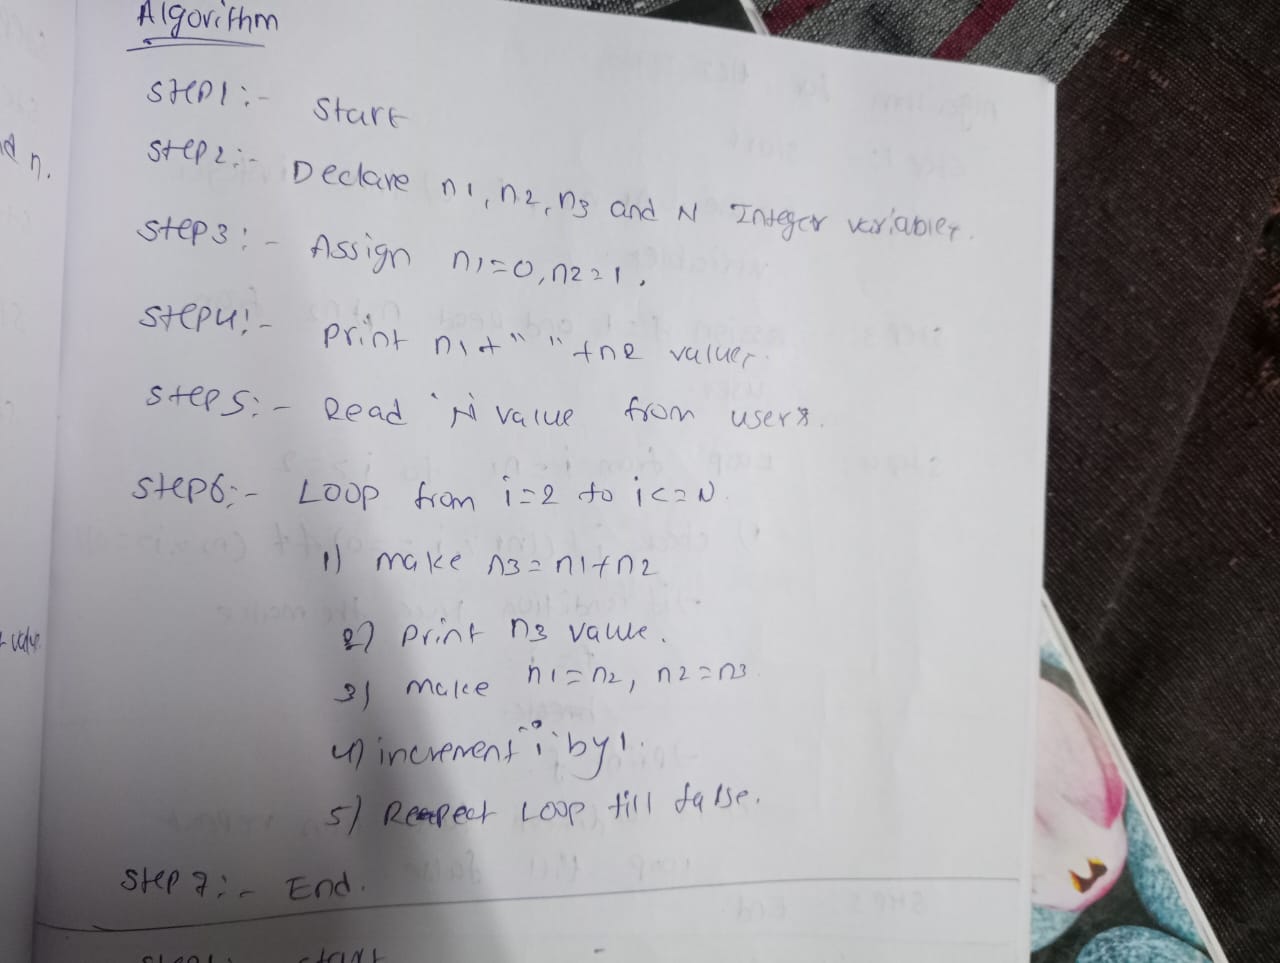 Algorithm
Step1:- Start
Step2:- Declare n1, n2, n3 and N Integer variables.
Step3:- Assign n1=0, n2=1.
Step4:- print n1+" "+n2 values.
Step5:- Read 'N' value from users.
Step6:- Loop from i=2 to i<=N
1) make n3=n1+n2
2) print n3 value.
3) make n1=n2, n2=n3
4) increment "i" by 1.
5) Reapeat Loop till false.
Step 7:- End.
start
n.